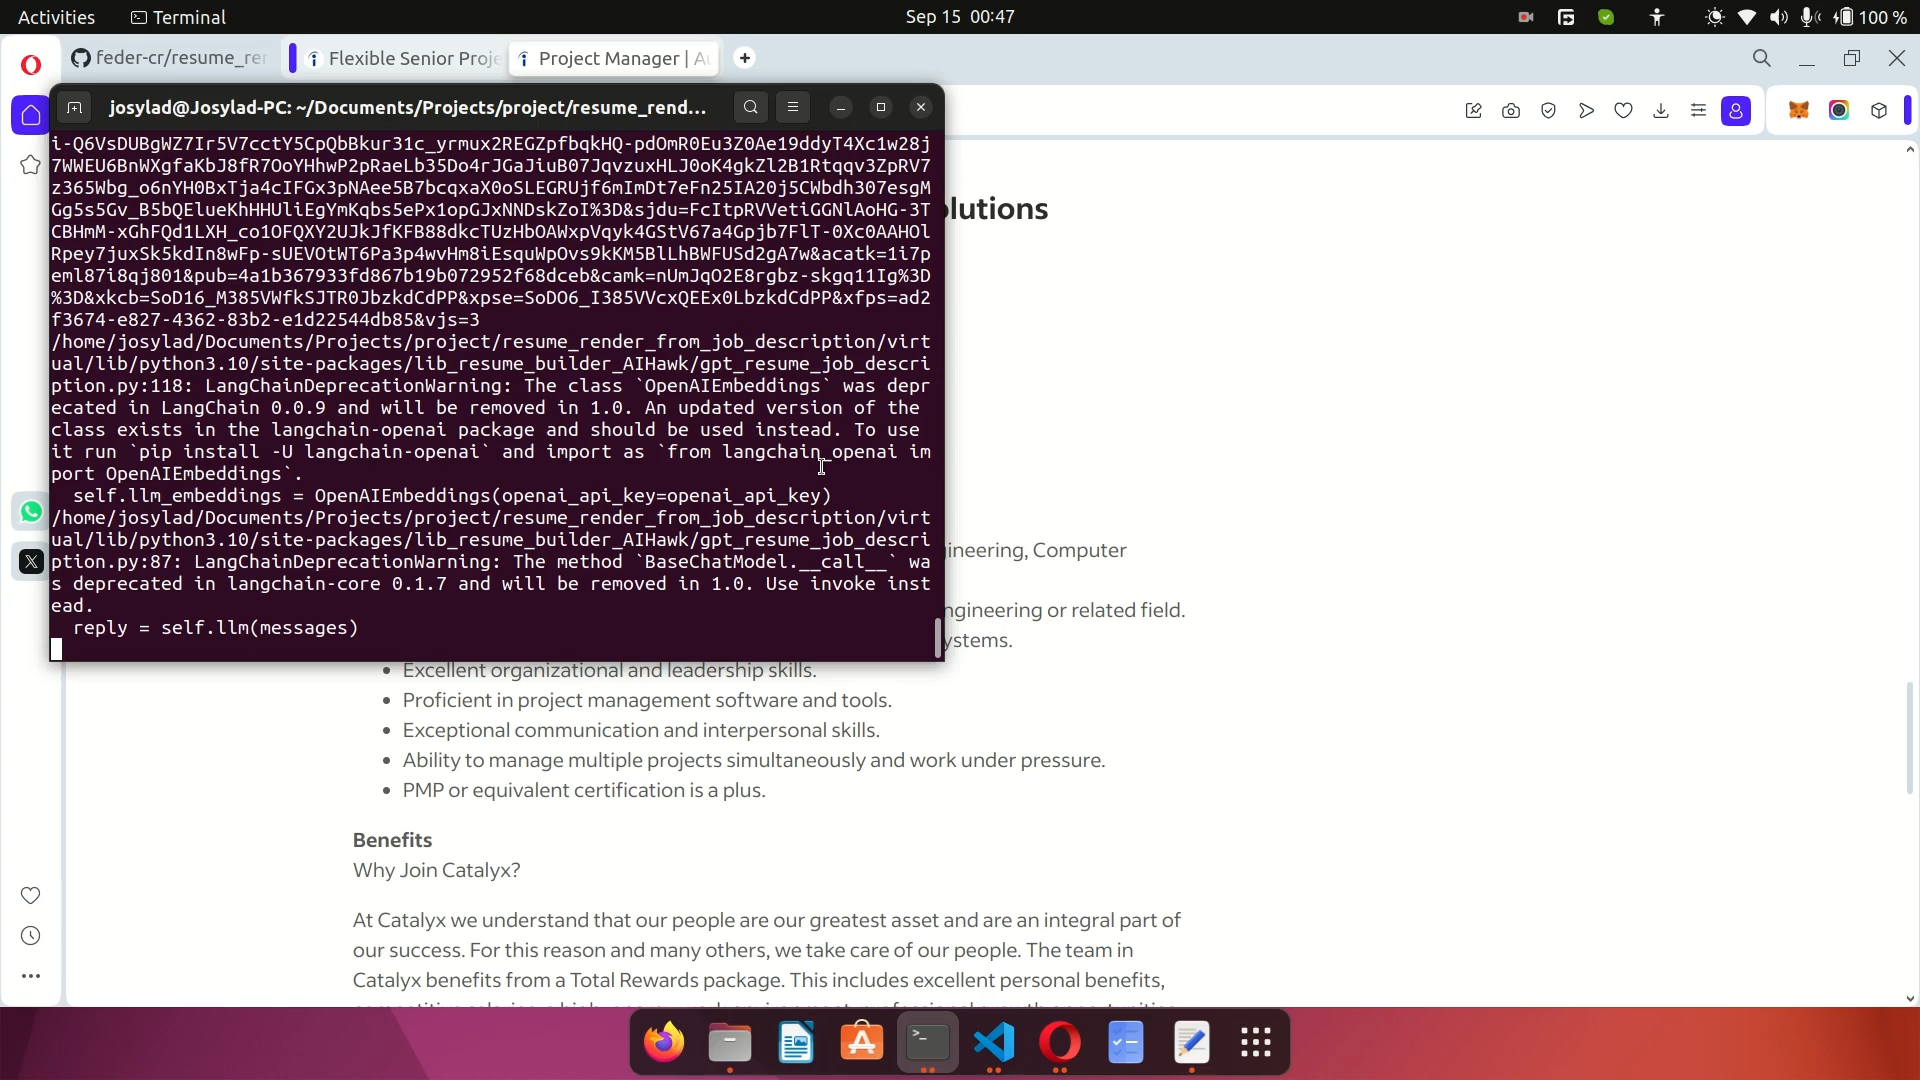 Activities
Terminal
Sep 15 00:47
100 %
feder-cr/resume_rer
Flexible Senior Proje
Project Manager | Au
josylad@Josylad-PC: ~/Documents/Projects/project/resume_rend...
i-Q6VsDUBgWZ7Ir5V7cctY5CpQbBkur31c_yrmux2REGZpfbqkHQ-pdOmR0Eu3Z0Ae19ddyT4Xc1w28j
7WWEU6BnWXgfaKbJ8fR7OoYHhwP2pRaeLb35Do4rJGaJiuB07JqvzuxHLJ0oK4gkZl2B1Rtqqv3ZpRV7
z365Wbg_o6nYH0BxTja4cIFGx3pNAee5B7bcqxaX0oSLEGRUjf6mImDt7eFn25IA20j5CWbdh307esgM
Gg5s5Gv_B5bQElueKhHHUliEgYmKqbs5ePx1opGJxNNDskZoI%3D&sjdu=FcItpRVVetiGGNlAoHG-3T
CBHmM-xGhFQd1LXH_co1OFQXY2UJkJfKFB88dkcTUzHbOAWxpVqyk4GStV67a4Gpjb7FlT-0Xc0AAHOl
Rpey7juxSk5kdIn8wFp-sUEVOtWT6Pa3p4wvHm8iEsquWpOvs9kKM5BlLhBWFUSd2gA7w&acatk=1i7p
eml87i8qj801&pub=4a1b367933fd867b19b072952f68dceb&camk=nUmJqO2E8rgbz-skgq11Ig%3D
%3D&xkcb=SoD16_M385VWfkSJTR0JbzkdCdPP&xpse=SoDO6_I385VVcxQEEx0LbzkdCdPP&xfps=ad2
f3674-e827-4362-83b2-e1d22544db85&vjs=3
/home/josylad/Documents/Projects/project/resume_render_from_job_description/virt
ual/lib/python3.10/site-packages/lib_resume_builder_AIHawk/gpt_resume_job_descri
ption.py:118: LangChainDeprecationWarning: The class `OpenAIEmbeddings` was depr
ecated in LangChain 0.0.9 and will be removed in 1.0. An updated version of the
class exists in the langchain-openai package and should be used instead. To use
it run `pip install -U langchain-openai` and import as `from langchain_openai im
port OpenAIEmbeddings`.
self.llm_embeddings = OpenAIEmbeddings(openai_api_key=openai_api_key)
/home/josylad/Documents/Projects/project/resume_render_from_job_description/virt
ual/lib/python3.10/site-packages/lib_resume_builder_AIHawk/gpt_resume_job_descri
ption.py:87: LangChainDeprecationWarning: The method `BaseChatModel.__call__` wa
s deprecated in langchain-core 0.1.7 and will be removed in 1.0. Use invoke inst
ead.
reply = self.llm(messages)
olutions
gineering, Computer
ngineering or related field.
ystems.
• Excellent organizational and leadership skills.
• Proficient in project management software and tools.
• Exceptional communication and interpersonal skills.
• Ability to manage multiple projects simultaneously and work under pressure.
• PMP or equivalent certification is a plus.
Benefits
Why Join Catalyx?
At Catalyx we understand that our people are our greatest asset and are an integral part of
our success. For this reason and many others, we take care of our people. The team in
Catalyx benefits from a Total Rewards package. This includes excellent personal benefits,